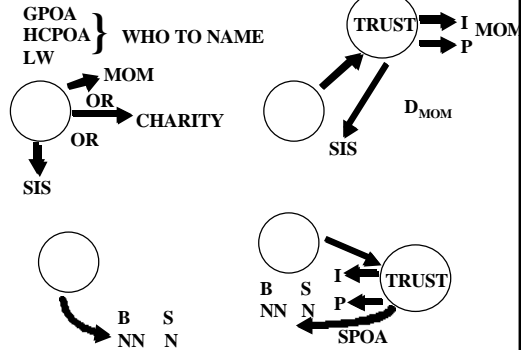 GPOA
HCPOA } WHO TO NAME
LW
MOM
OR
CHARITY
OR
SIS
TRUST
I
MOM
P
D MOM
SIS
B S
NN N
B S
NN N
I
TRUST
P
SPOA